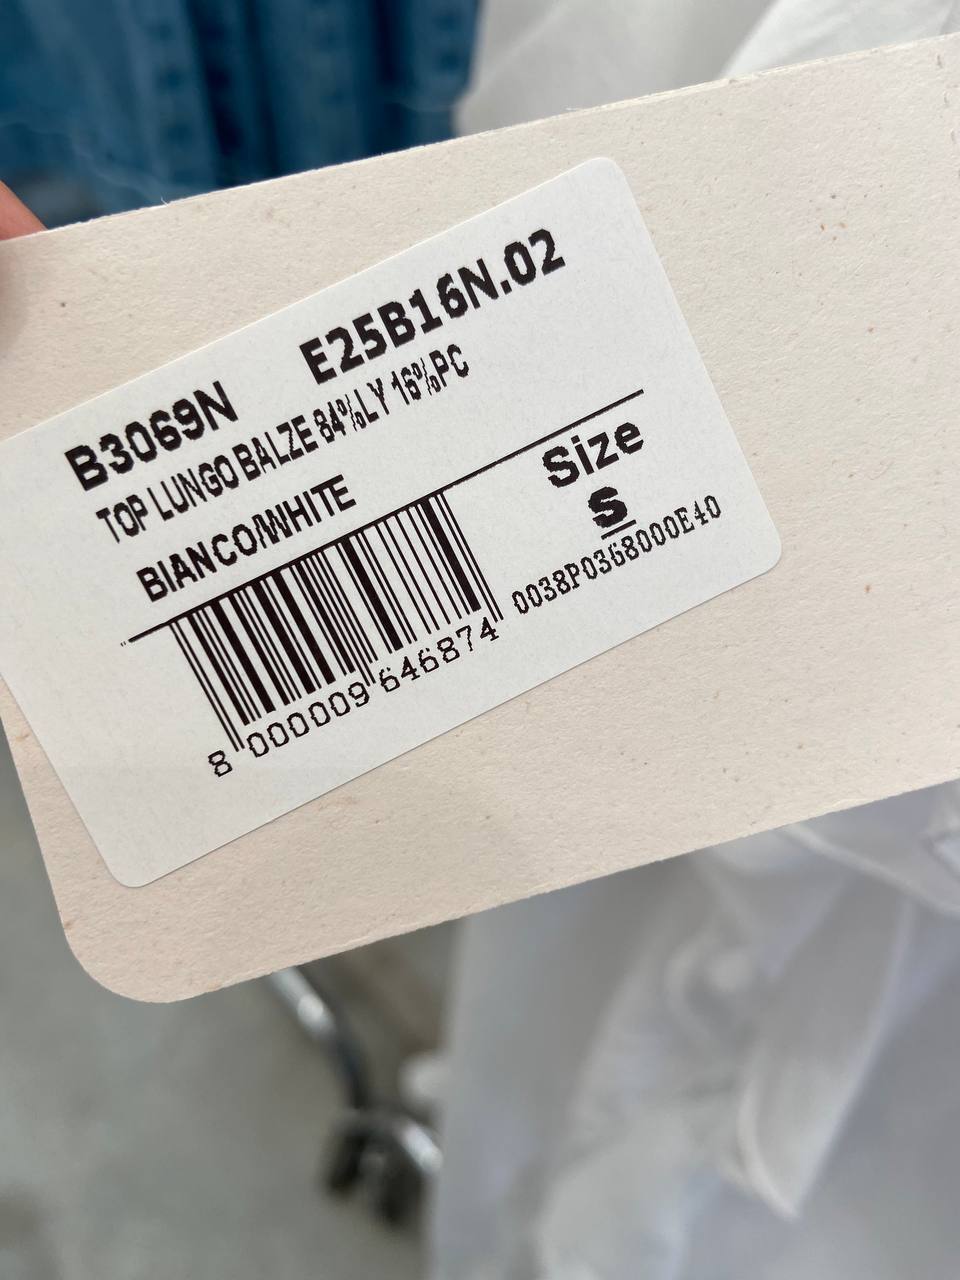 B3069N E25B16N.02
TOP LUNGO BALZE 84%LY 16%PC
BIANCO/WHITE
Size
S
0038P0368000E40
8 000009 646874